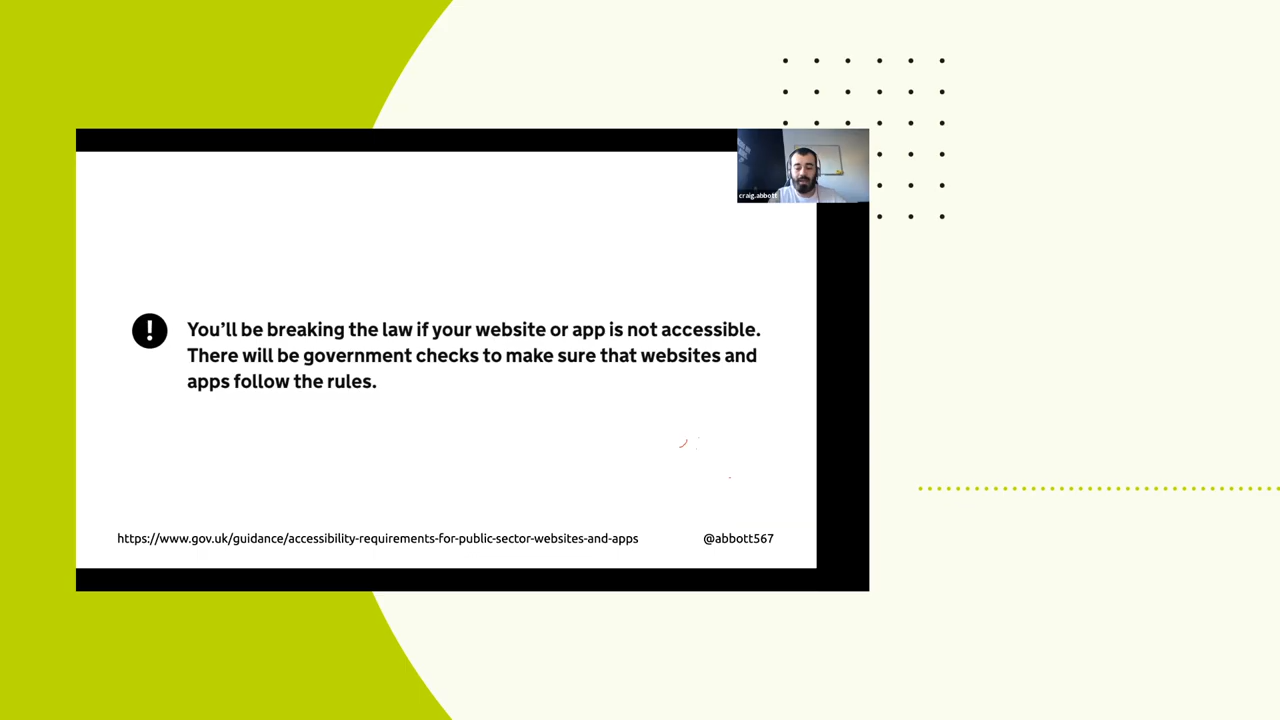 craig.abbott
You’ll be breaking the law if your website or app is not accessible.
There will be government checks to make sure that websites and
apps follow the rules.
https://www.gov.uk/guidance/accessibility-requirements-for-public-sector-websites-and-apps
@abbott567